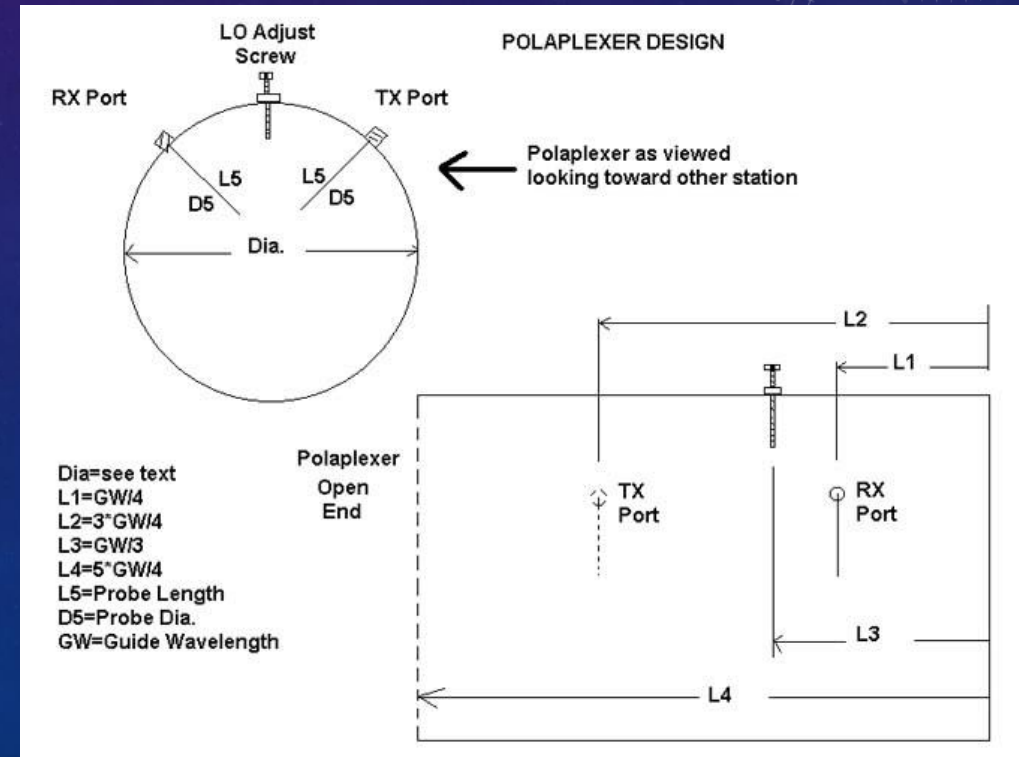 LO Adjust
Screw
POLAPLEXER DESIGN
RX Port
TX Port
Polaplexer as viewed
looking toward other station
L5
D5
L5
D5
Dia.
L2
L1
Polaplexer
Open
End
TX
Port
RX
Port
L3
L4
Dia=see text
L1=GW/4
L2=3*GW/4
L3=GW/3
L4=5*GW/4
L5=Probe Length
D5=Probe Dia.
GW=Guide Wavelength